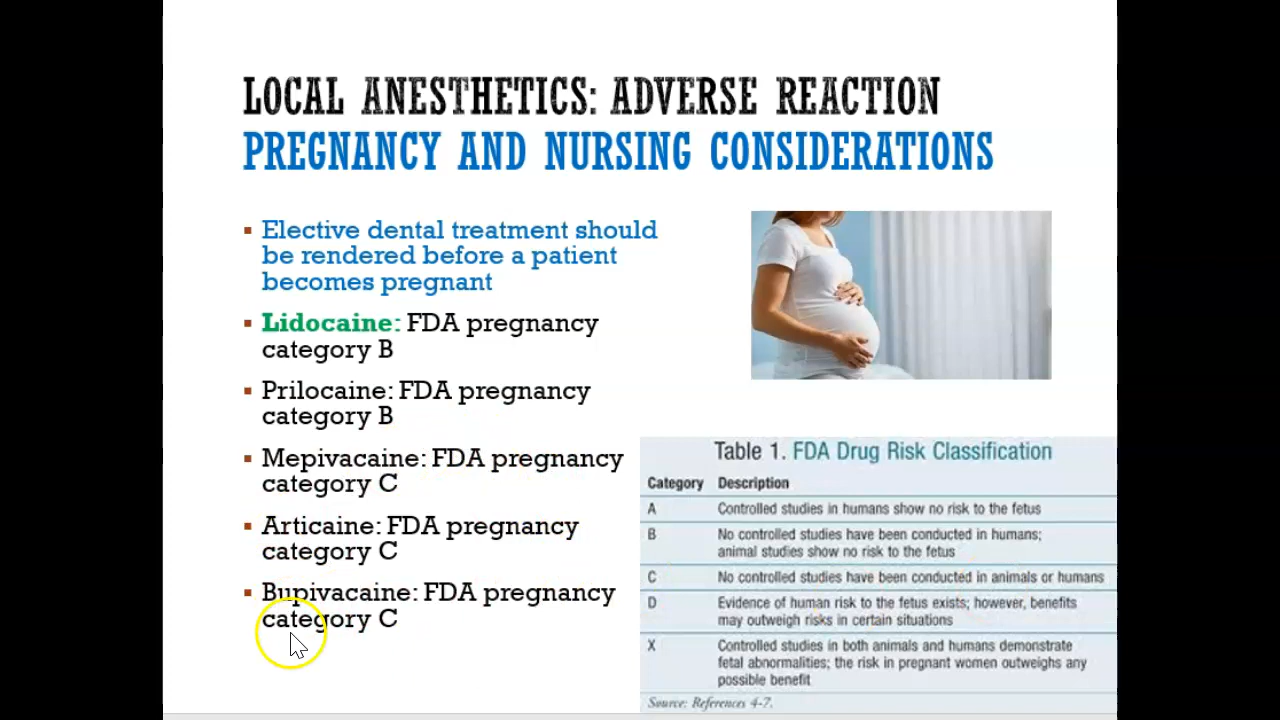 LOCAL ANESTHETICS: ADVERSE REACTION
PREGNANCY AND NURSING CONSIDERATIONS
▪ Elective dental treatment should
be rendered before a patient
becomes pregnant
▪ Lidocaine: FDA pregnancy
category B
▪ Prilocaine: FDA pregnancy
category B
▪ Mepivacaine: FDA pregnancy
category C
▪ Articaine: FDA pregnancy
category C
▪ Bupivacaine: FDA pregnancy
category C
Table 1. FDA Drug Risk Classification
Category Description
A Controlled studies in humans show no risk to the fetus
B No controlled studies have been conducted in humans;
animal studies show no risk to the fetus
C No controlled studies have been conducted in animals or humans
D Evidence of human risk to the fetus exists; however, benefits
may outweigh risks in certain situations
X Controlled studies in both animals and humans demonstrate
fetal abnormalities; the risk in pregnant women outweighs any
possible benefit
Source: References 4-7.